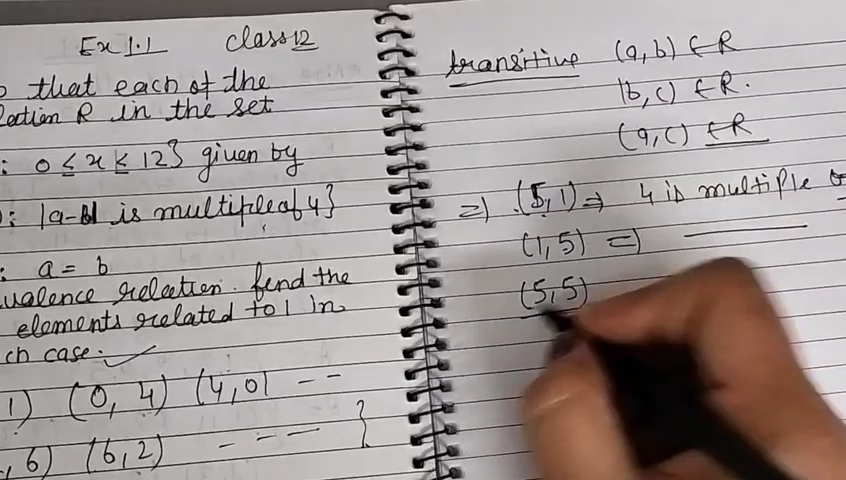 Ex 1.1 class 12
that each of the
lation R in the set
: 0 ≤ x ≤ 12} given by
: |a-b| is multiple of 4}
: a = b
uvalence relation. find the
elements related to 1 in
ch case.
1) (0, 4) (4, 0) --
, 6) (6, 2) - - - }
transitive (a, b) ∈ R
(b, c) ∈ R.
(a, c) ∈ R
=) (5, 1) => 4 is multiple
(1, 5) =)
(5, 5)